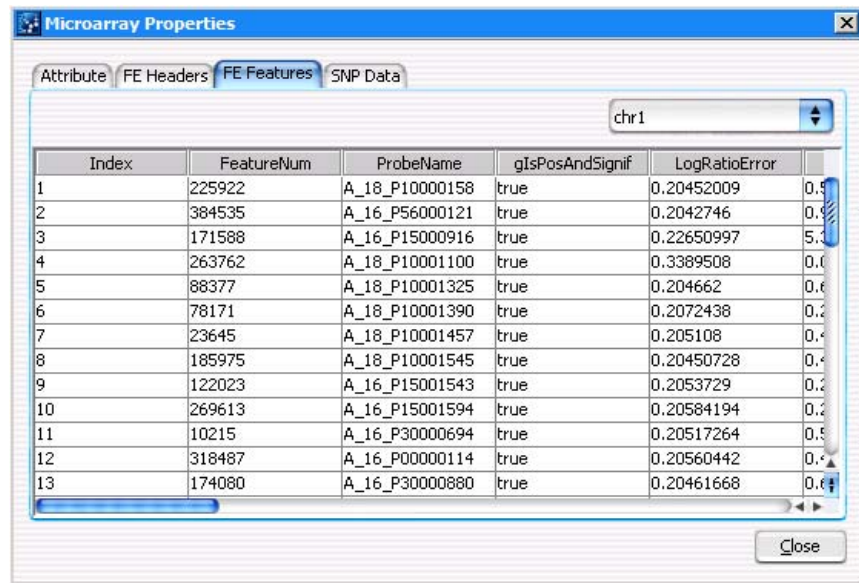 Microarray Properties
Attribute FE Headers FE Features SNP Data
chr1
Index FeatureNum ProbeName gIsPosAndSignif LogRatioError
1 225922 A_18_P10000158 true 0.20452009
2 384535 A_16_P56000121 true 0.2042746
3 171588 A_16_P15000916 true 0.22650997
4 263762 A_18_P10001100 true 0.3389508
5 88377 A_18_P10001325 true 0.204662
6 78171 A_18_P10001390 true 0.2072438
7 23645 A_18_P10001457 true 0.205108
8 185975 A_18_P10001545 true 0.20450728
9 122023 A_16_P15001543 true 0.2053729
10 269613 A_16_P15001594 true 0.20584194
11 10215 A_16_P30000694 true 0.20517264
12 318487 A_16_P00000114 true 0.20560442
13 174080 A_16_P30000880 true 0.20461668
Close